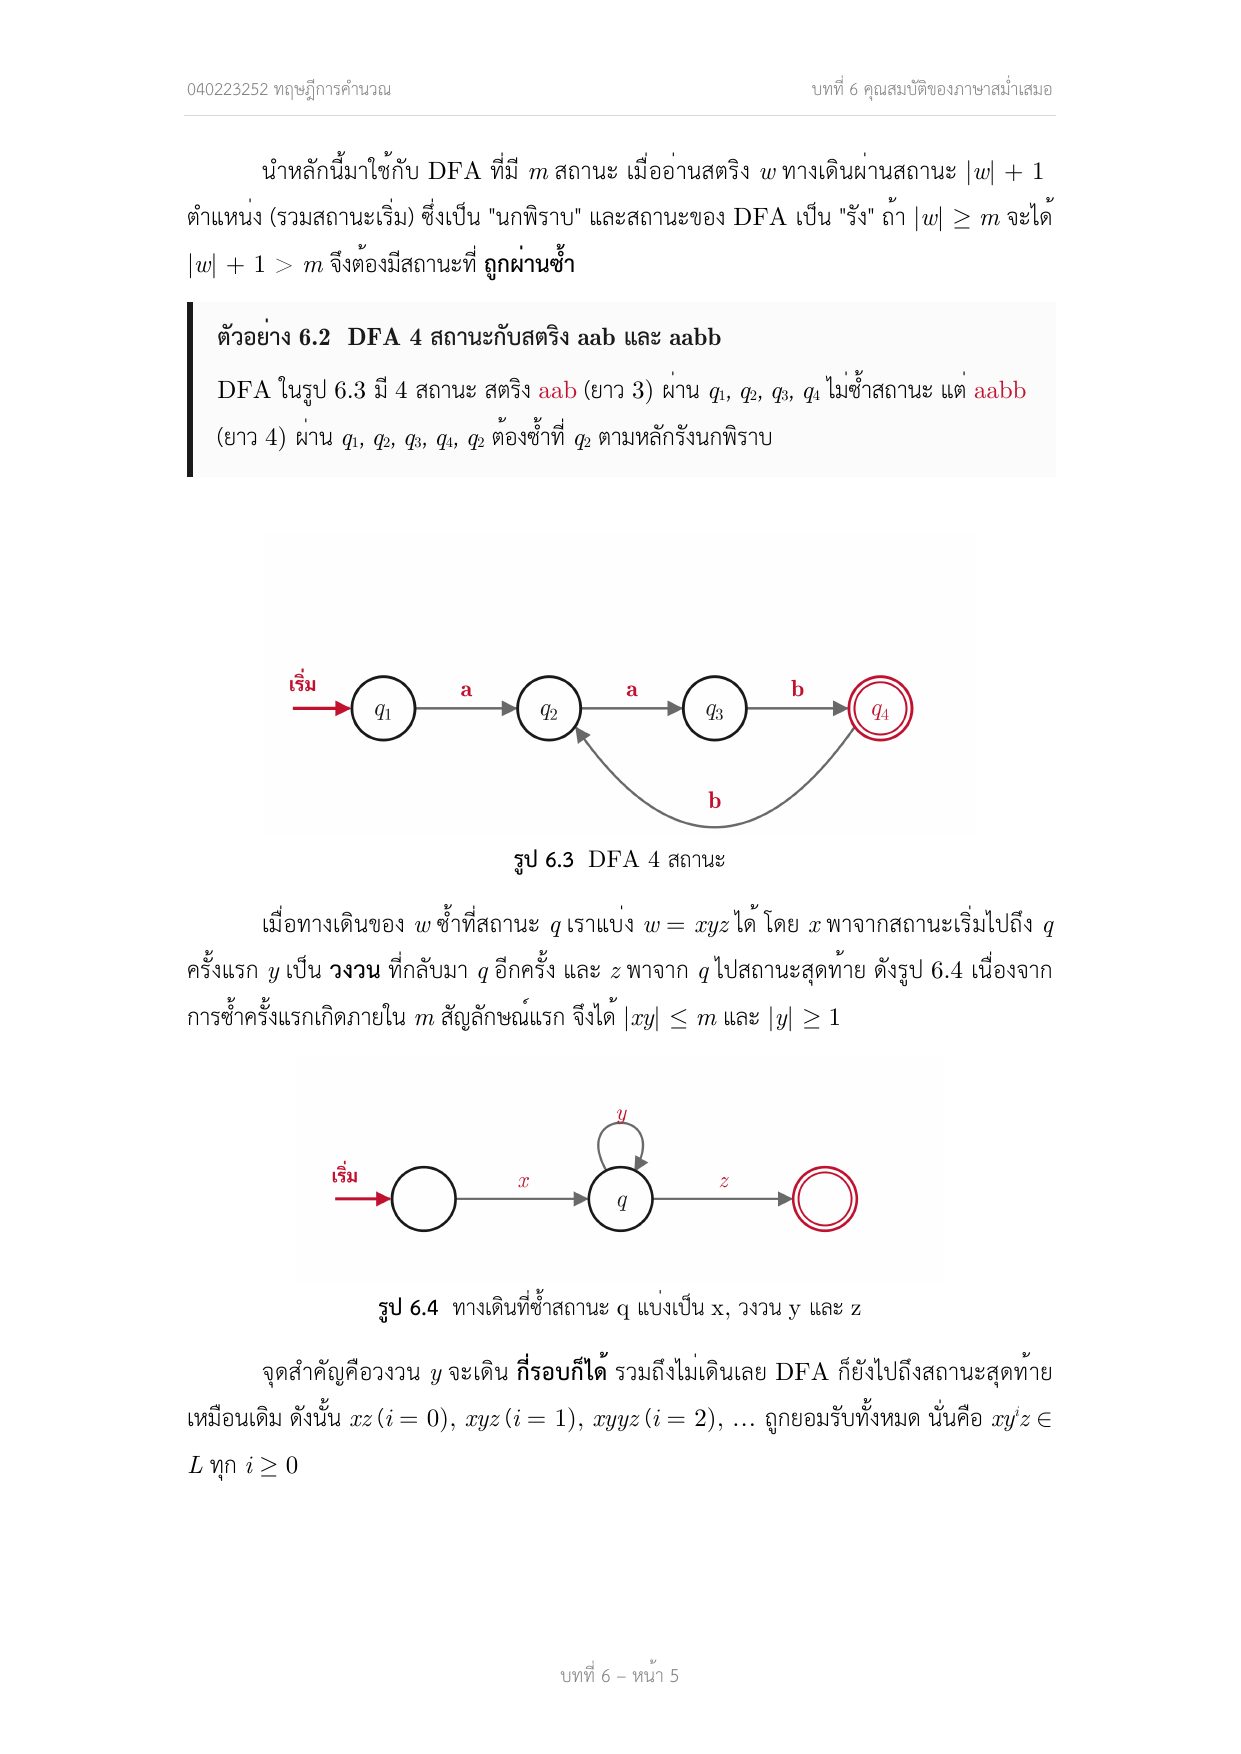 040223252 ทฤษฎีการคำนวณ บทที่ 6 คุณสมบัติของภาษาสม่ำเสมอ
นำหลักนี้มาใช้กับ DFA ที่มี m สถานะ เมื่ออ่านสตริง w ทางเดินผ่านสถานะ |w| + 1
ตำแหน่ง (รวมสถานะเริ่ม) ซึ่งเป็น "นกพิราบ" และสถานะของ DFA เป็น "รัง" ถ้า |w| ≥ m จะได้
|w| + 1 > m จึงต้องมีสถานะที่ ถูกผ่านซ้ำ
ตัวอย่าง 6.2 DFA 4 สถานะกับสตริง aab และ aabb
DFA ในรูป 6.3 มี 4 สถานะ สตริง aab (ยาว 3) ผ่าน q₁, q₂, q₃, q₄ ไม่ซ้ำสถานะ แต่ aabb
(ยาว 4) ผ่าน q₁, q₂, q₃, q₄, q₂ ต้องซ้ำที่ q₂ ตามหลักรังนกพิราบ
เริ่ม a a b
q₁ q₂ q₃ q₄
b
รูป 6.3 DFA 4 สถานะ
เมื่อทางเดินของ w ซ้ำที่สถานะ q เราแบ่ง w = xyz ได้ โดย x พาจากสถานะเริ่มไปถึง q
ครั้งแรก y เป็น วงวน ที่กลับมา q อีกครั้ง และ z พาจาก q ไปสถานะสุดท้าย ดังรูป 6.4 เนื่องจาก
การซ้ำครั้งแรกเกิดภายใน m สัญลักษณ์แรก จึงได้ |xy| ≤ m และ |y| ≥ 1
y
เริ่ม x z
q
รูป 6.4 ทางเดินที่ซ้ำสถานะ q แบ่งเป็น x, วงวน y และ z
จุดสำคัญคือวงวน y จะเดิน กี่รอบก็ได้ รวมถึงไม่เดินเลย DFA ก็ยังไปถึงสถานะสุดท้าย
เหมือนเดิม ดังนั้น xz (i = 0), xyz (i = 1), xyyz (i = 2), … ถูกยอมรับทั้งหมด นั่นคือ xyⁱz ∈
L ทุก i ≥ 0
บทที่ 6 – หน้า 5